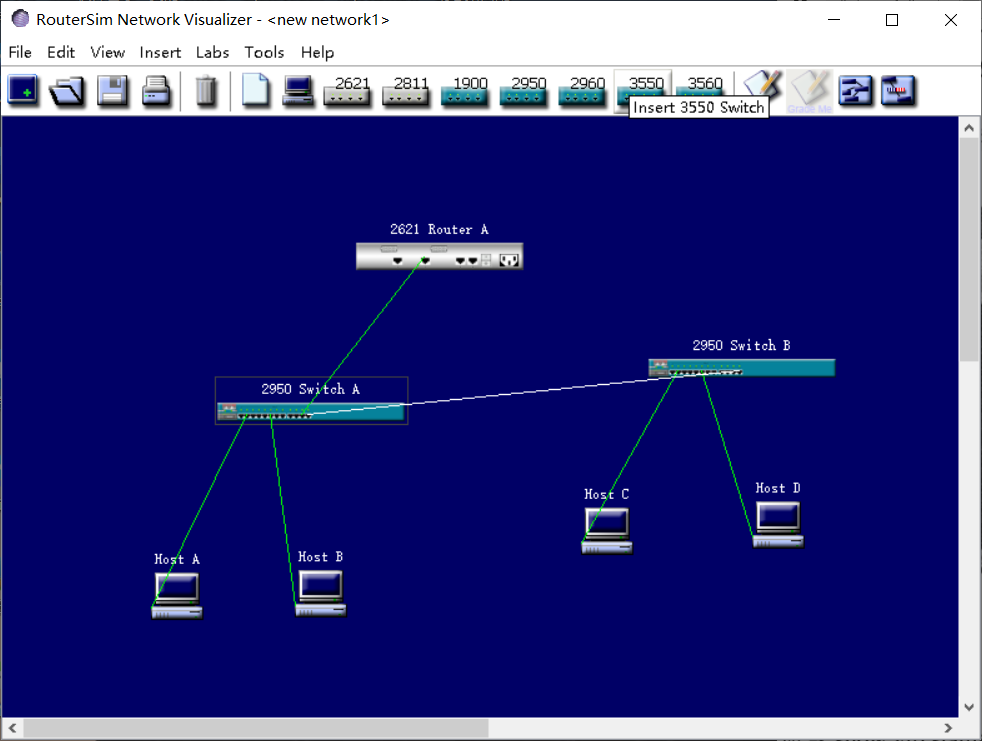 RouterSim Network Visualizer - <new network1>
File Edit View Insert Labs Tools Help
2621 2811 1900 2950 2960 3550 3560
Insert 3550 Switch
Grade Me
2621 Router A
2950 Switch B
2950 Switch A
Host C
Host D
Host A
Host B